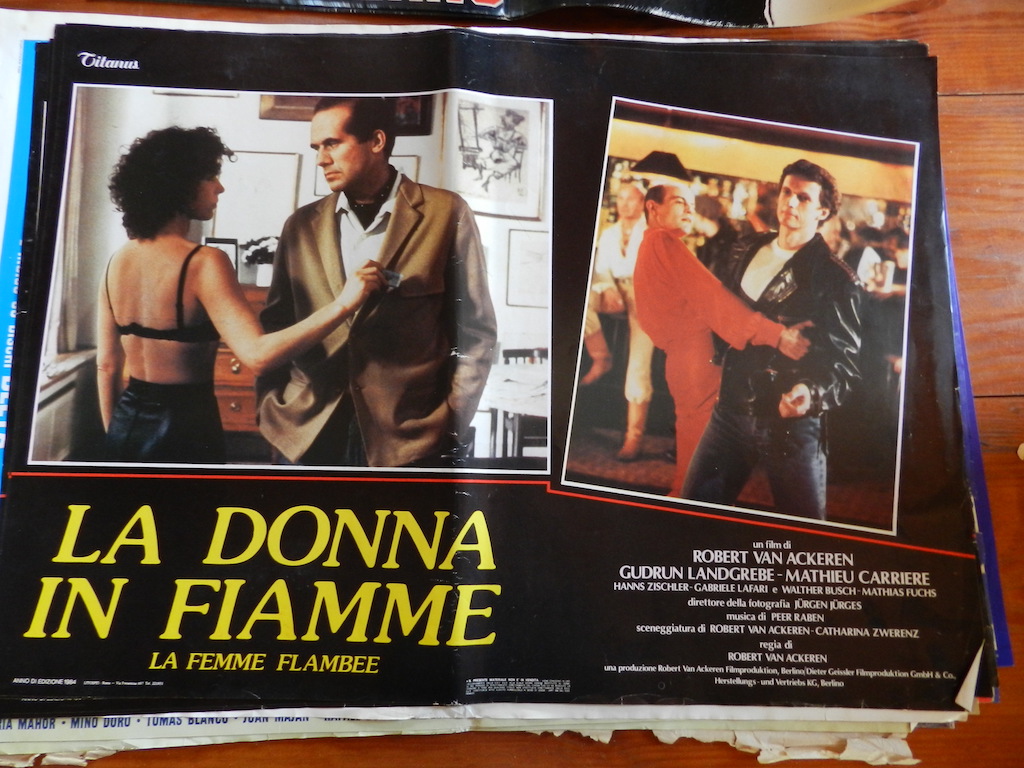 Titanus
LA DONNA
IN FIAMME
LA FEMME FLAMBEE
un film di
ROBERT VAN ACKEREN
GUDRUN LANDGREBE - MATHIEU CARRIERE
HANNS ZISCHLER - GABRIELE LAFARI e WALTHER BUSCH - MATHIAS FUCHS
direttore della fotografia JÜRGEN JÜRGES
musica di PEER RABEN
sceneggiatura di ROBERT VAN ACKEREN - CATHARINA ZWERENZ
regia di
ROBERT VAN ACKEREN
una produzione Robert Van Ackeren Filmproduktion, Berlino/Dieter Geissler Filmproduktion GmbH & Co.,
Herstellungs - und Vertriebs KG, Berlino
ANNO DI EDIZIONE 1984
MAHOR • MINO DORO • TOMAS BLANCO • JUAN MAJAN